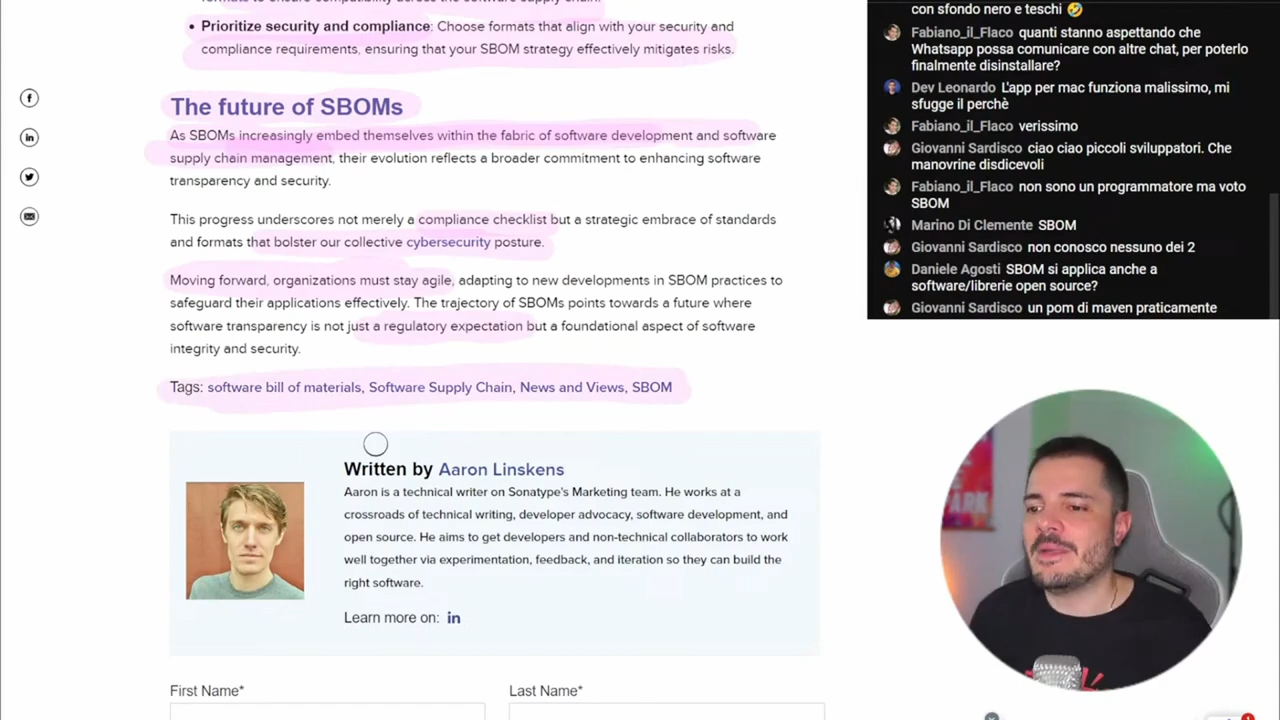 formats to ensure compatibility across the software supply chain.
• Prioritize security and compliance: Choose formats that align with your security and
compliance requirements, ensuring that your SBOM strategy effectively mitigates risks.
The future of SBOMs
As SBOMs increasingly embed themselves within the fabric of software development and software
supply chain management, their evolution reflects a broader commitment to enhancing software
transparency and security.
This progress underscores not merely a compliance checklist but a strategic embrace of standards
and formats that bolster our collective cybersecurity posture.
Moving forward, organizations must stay agile, adapting to new developments in SBOM practices to
safeguard their applications effectively. The trajectory of SBOMs points towards a future where
software transparency is not just a regulatory expectation but a foundational aspect of software
integrity and security.
Tags: software bill of materials, Software Supply Chain, News and Views, SBOM
Written by Aaron Linskens
Aaron is a technical writer on Sonatype's Marketing team. He works at a
crossroads of technical writing, developer advocacy, software development, and
open source. He aims to get developers and non-technical collaborators to work
well together via experimentation, feedback, and iteration so they can build the
right software.
Learn more on: in
First Name*
Last Name*
con sfondo nero e teschi 🤣
Fabiano_il_Flaco quanti stanno aspettando che
Whatsapp possa comunicare con altre chat, per poterlo
finalmente disinstallare?
Dev Leonardo L'app per mac funziona malissimo, mi
sfugge il perchè
Fabiano_il_Flaco verissimo
Giovanni Sardisco ciao ciao piccoli sviluppatori. Che
manovrine disdicevoli
Fabiano_il_Flaco non sono un programmatore ma voto
SBOM
Marino Di Clemente SBOM
Giovanni Sardisco non conosco nessuno dei 2
Daniele Agosti SBOM si applica anche a
software/librerie open source?
Giovanni Sardisco un pom di maven praticamente